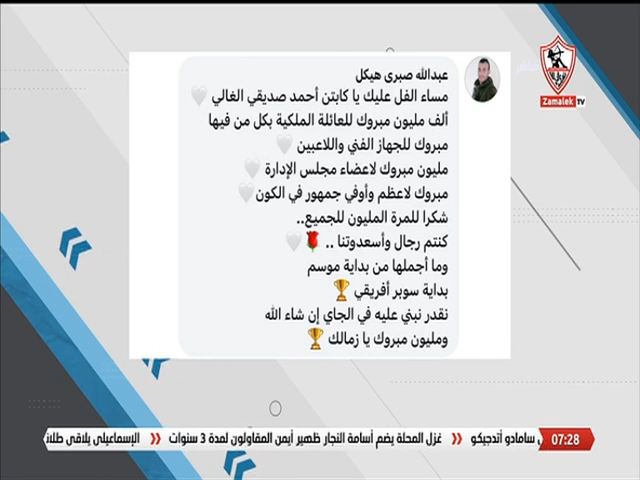 عبدالله صبرى هيكل
مساء الفل عليك يا كابتن أحمد صديقي الغالي 🤍
ألف مليون مبروك للعائلة الملكية بكل من فيها
مبروك للجهاز الفني واللاعبين 🤍
مليون مبروك لاعضاء مجلس الإدارة 🤍
مبروك لاعظم وأوفي جمهور في الكون 🤍
شكرا للمرة المليون للجميع..
كنتم رجال وأسعدوتنا .. 🌹🤍
وما أجملها من بداية موسم
بداية سوبر أفريقي 🏆
نقدر نبني عليه في الجاي إن شاء الله
ومليون مبروك يا زمالك 🏆
Zamalek TV
07:28
ي سامادو أتدجيكو » غزل المحلة يضم أسامة النجار ظهير أيمن المقاولون لمدة 3 سنوات » الإسماعيلى يلاقى طلا